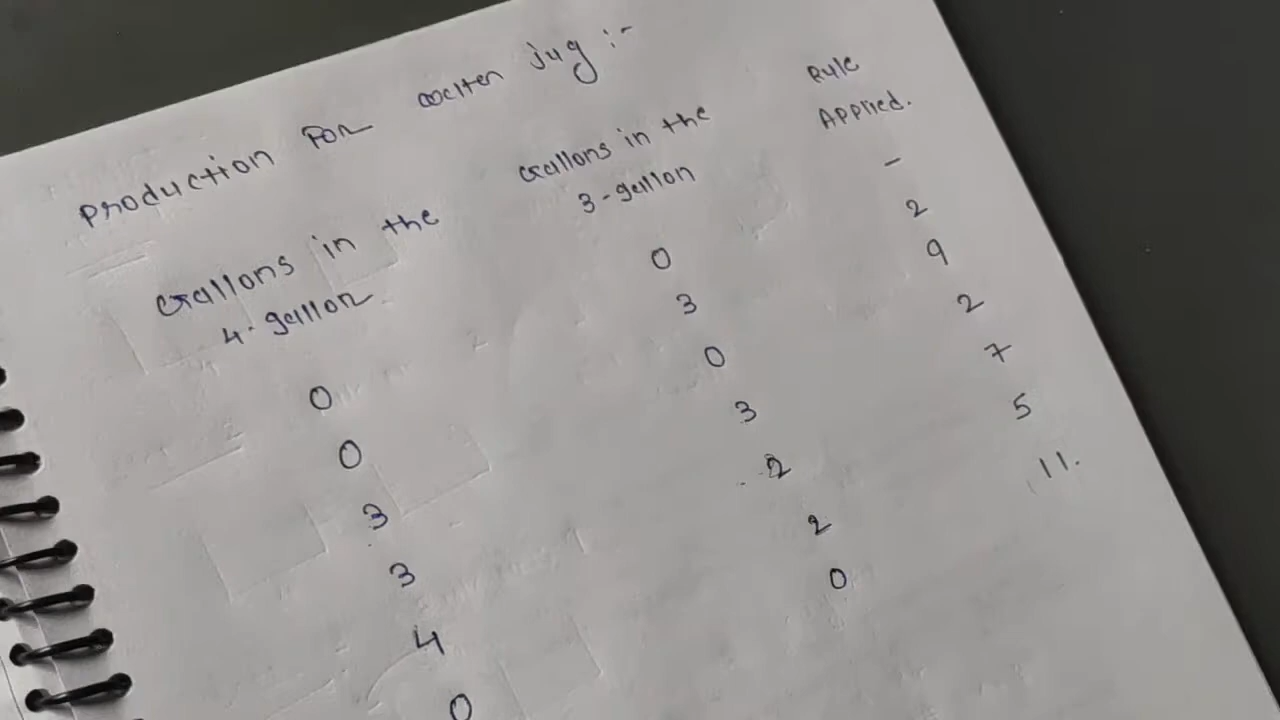 Production For water jug :-
Gallons in the Gallons in the Rule
4-gallon 3-gallon Applied.
0 0 -
0 3 2
3 0 9
3 3 2
4 2 7
0 2 5
0 11.